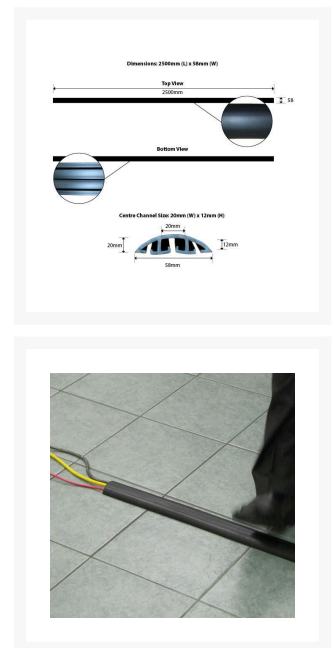 Dimensions: 2500mm (L) x 58mm (W)
Top View
2500mm
58
Bottom View
Centre Channel Size: 20mm (W) x 12mm (H)
20mm
20mm
12mm
58mm